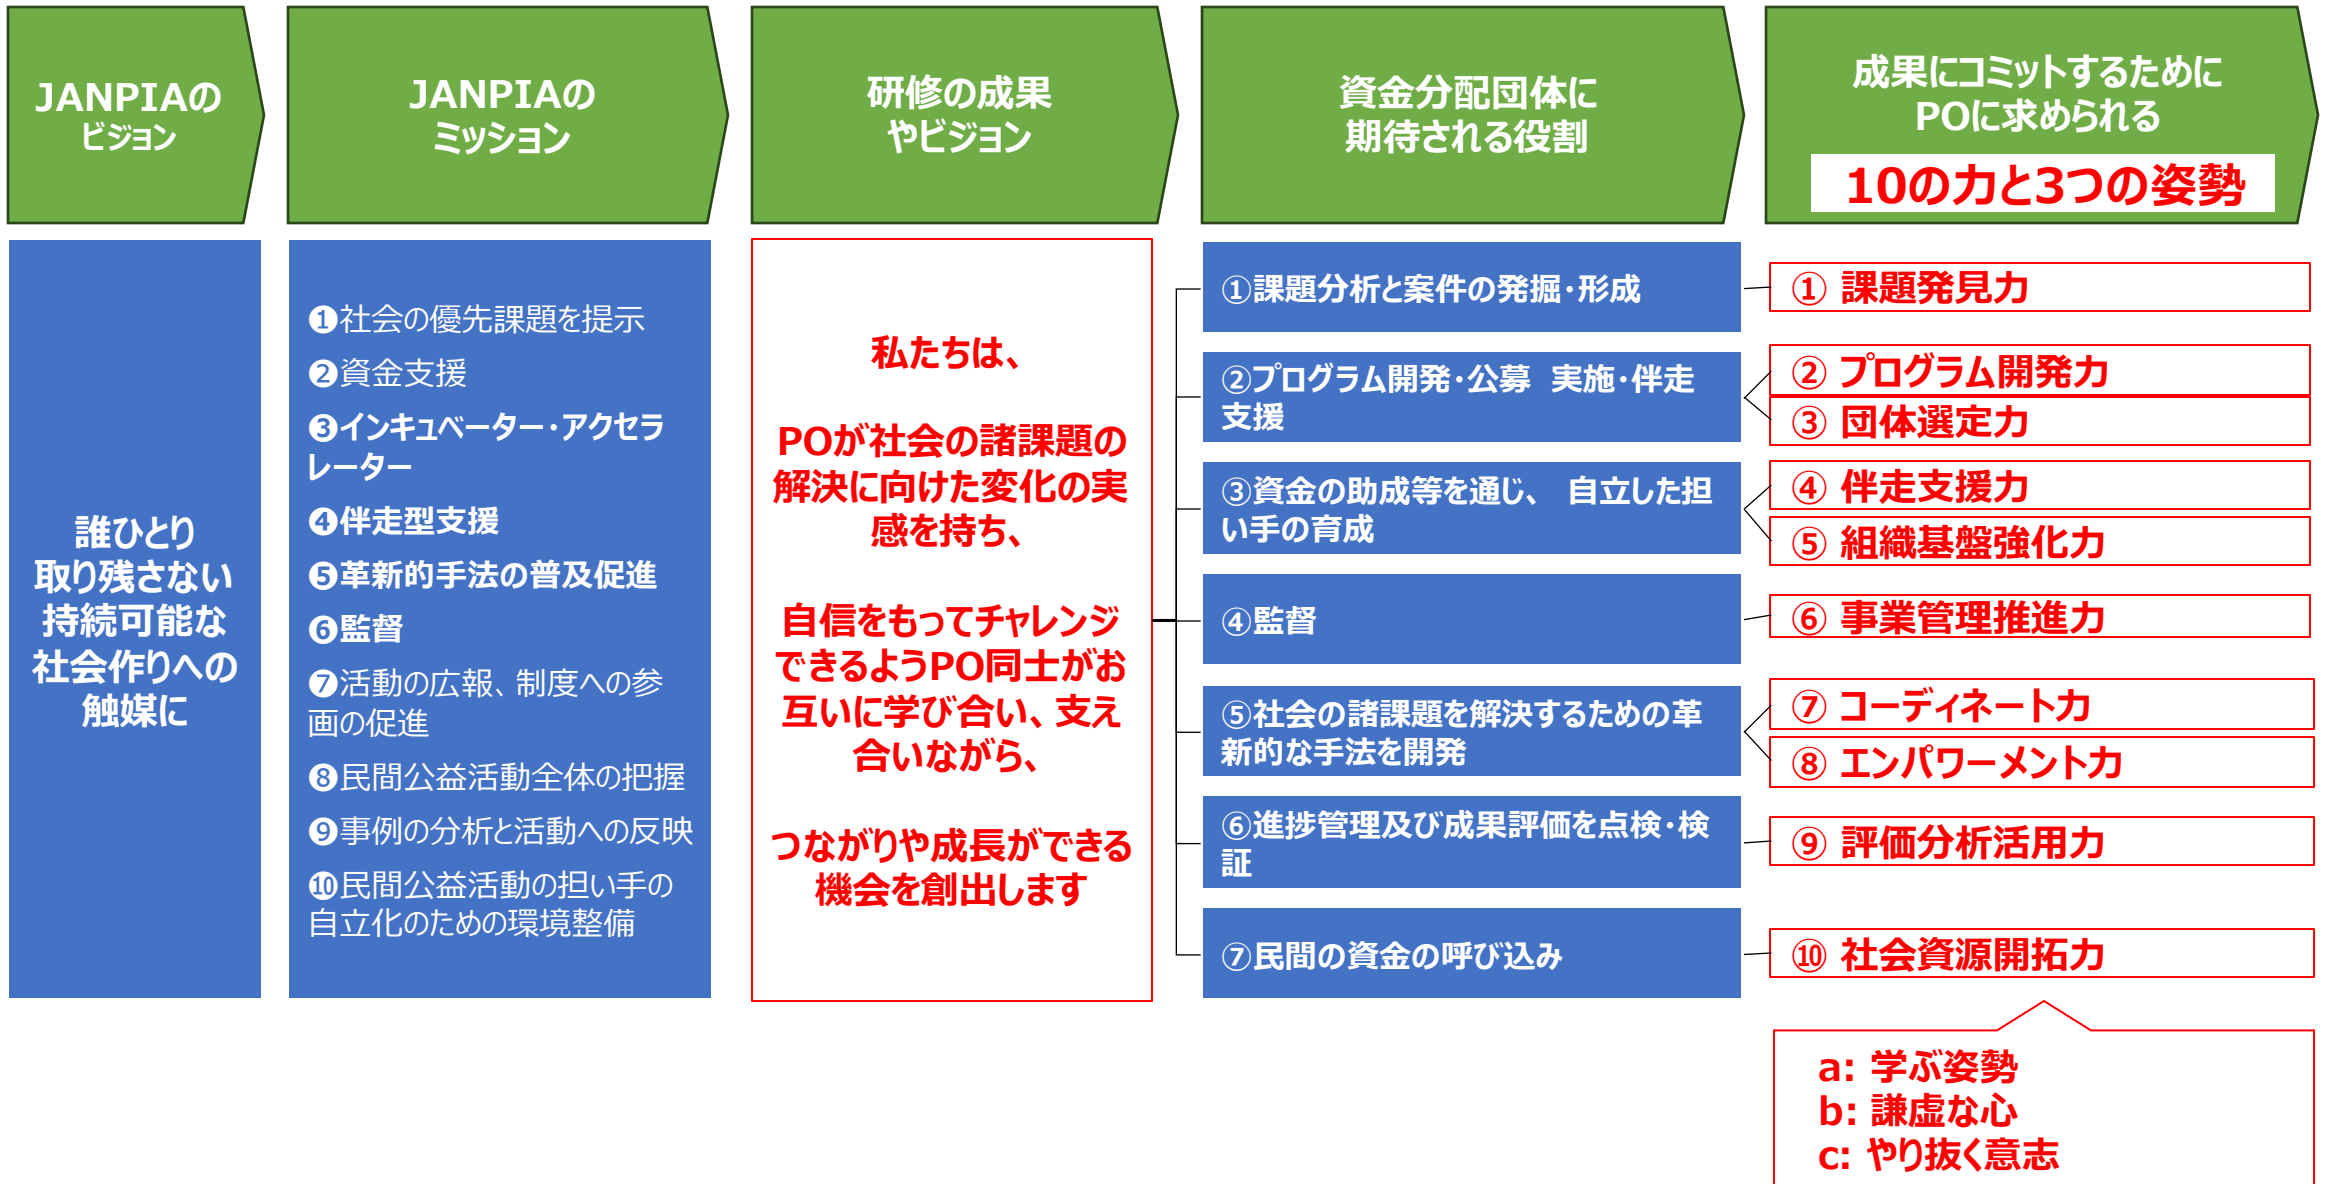 JANPIAの
ビジョン
JANPIAの
ミッション
研修の成果
やビジョン
資金分配団体に
期待される役割
成果にコミットするために
POに求められる
10の力と3つの姿勢
誰ひとり
取り残さない
持続可能な
社会作りへの
触媒に
❶社会の優先課題を提示
❷資金支援
❸インキュベーター・アクセラ
レーター
❹伴走型支援
❺革新的手法の普及促進
❻監督
❼活動の広報、制度への参
画の促進
❽民間公益活動全体の把握
❾事例の分析と活動への反映
❿民間公益活動の担い手の
自立化のための環境整備
私たちは、
POが社会の諸課題の
解決に向けた変化の実
感を持ち、
自信をもってチャレンジ
できるようPO同士がお
互いに学び合い、支え
合いながら、
つながりや成長ができる
機会を創出します
①課題分析と案件の発掘・形成
②プログラム開発・公募　実施・伴走
支援
③資金の助成等を通じ、　自立した担
い手の育成
④監督
⑤社会の諸課題を解決するための革
新的な手法を開発
⑥進捗管理及び成果評価を点検・検
証
⑦民間の資金の呼び込み
① 課題発見力
② プログラム開発力
③ 団体選定力
④ 伴走支援力
⑤ 組織基盤強化力
⑥ 事業管理推進力
⑦ コーディネート力
⑧ エンパワーメント力
⑨ 評価分析活用力
⑩ 社会資源開拓力
a: 学ぶ姿勢
b: 謙虚な心
c: やり抜く意志